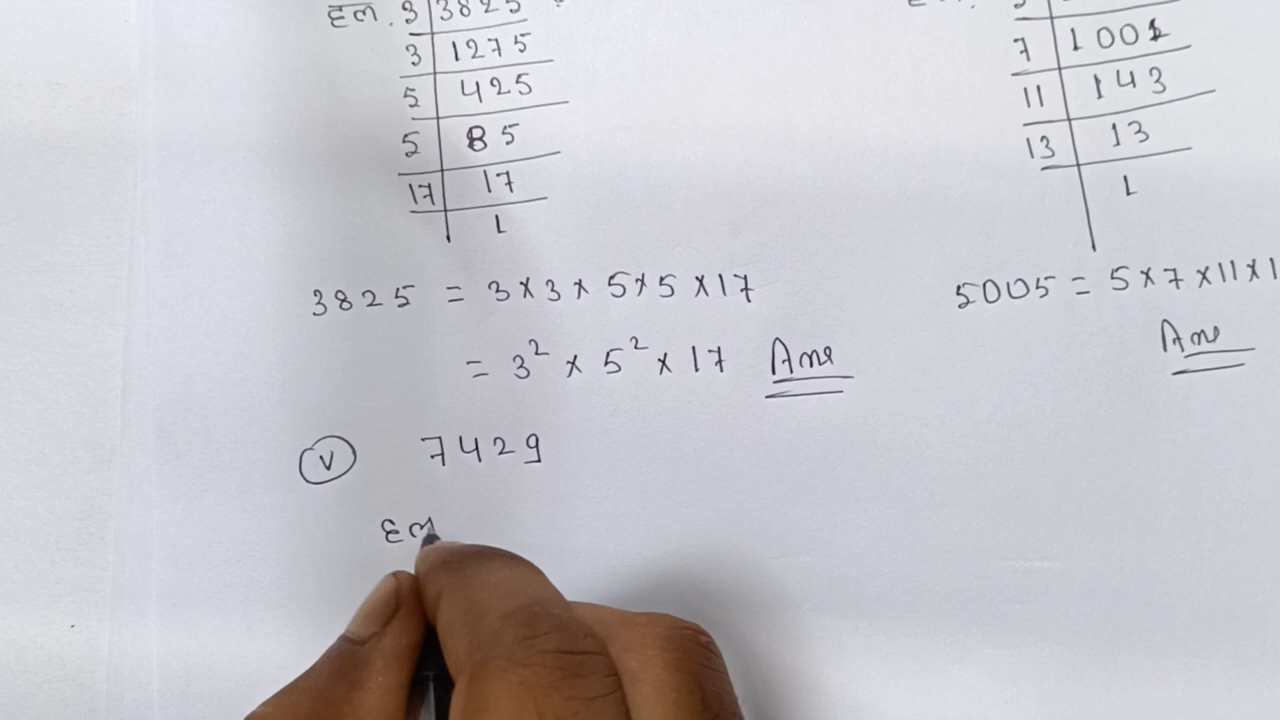 हल. 3 | 3825
3 | 1275
5 | 425
5 | 85
17 | 17
1
3825 = 3 × 3 × 5 × 5 × 17
= 3² × 5² × 17 Ans
7 | 1001
11 | 143
13 | 13
1
5005 = 5 × 7 × 11 × 1
Ans
(v) 7429
हल